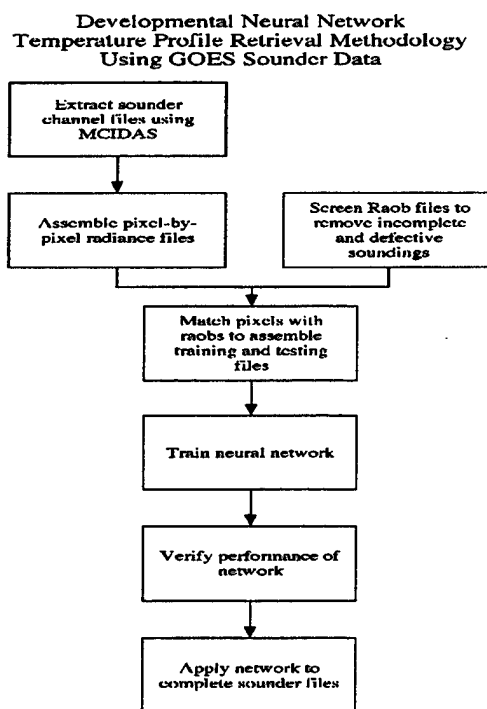 Developmental Neural Network
Temperature Profile Retrieval Methodology
Using GOES Sounder Data
Extract sounder
channel files using
MCIDAS
Assemble pixel-by-
pixel radiance files
Screen Raob files to
remove incomplete
and defective
soundings
Match pixels with
raobs to assemble
training and testing
files
Train neural network
Verify performance of
network
Apply network to
complete sounder files